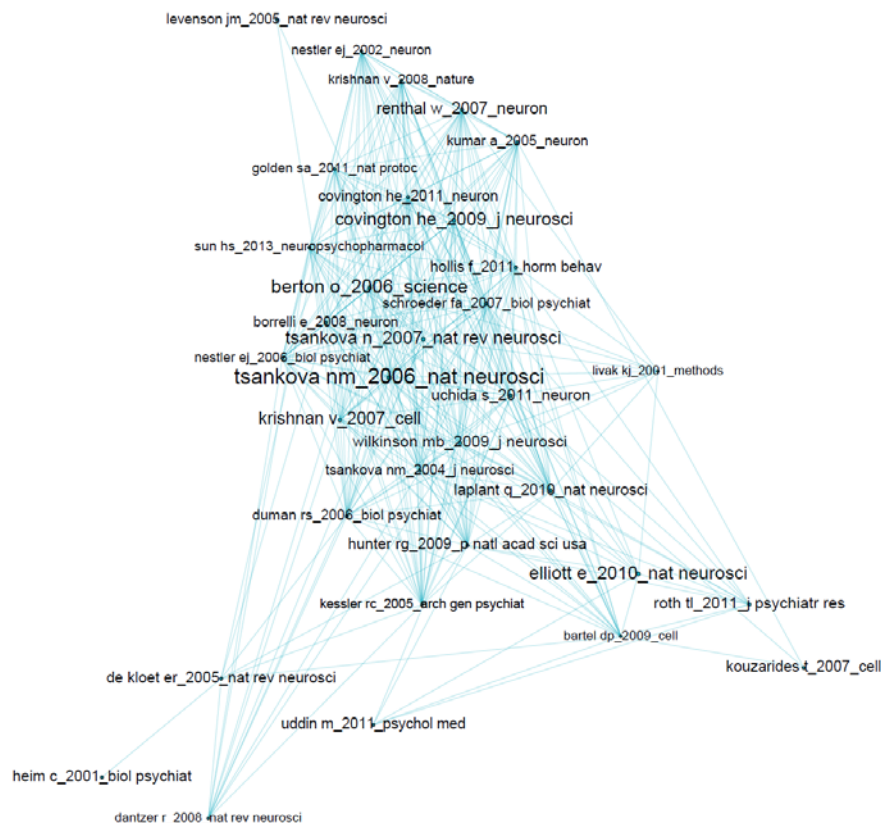 levenson jm_2005_nat rev neurosci
nestler ej_2002_neuron
krishnan v_2008_nature
renthal w_2007_neuron
kumar a_2005_neuron
golden sa_2011_nat protoc
covington he_2011_neuron
covington he_2009_j neurosci
sun hs_2013_neuropsychopharmacol
hollis f_2011_horm behav
berton o_2006_science
schroeder fa_2007_biol psychiat
borrelli e_2008_neuron
tsankova n_2007_nat rev neurosci
nestler ej_2006_biol psychiat
livak kj_2001_methods
tsankova nm_2006_nat neurosci
uchida s_2011_neuron
krishnan v_2007_cell
wilkinson mb_2009_j neurosci
tsankova nm_2004_j neurosci
laplant q_2010_nat neurosci
duman rs_2006_biol psychiat
hunter rg_2009_p natl acad sci usa
elliott e_2010_nat neurosci
kessler rc_2005_arch gen psychiat
roth tl_2011_j psychiatr res
bartel dp_2009_cell
kouzarides t_2007_cell
de kloet er_2005_nat rev neurosci
uddin m_2011_psychol med
heim c_2001_biol psychiat
dantzer r_2008_nat rev neurosci